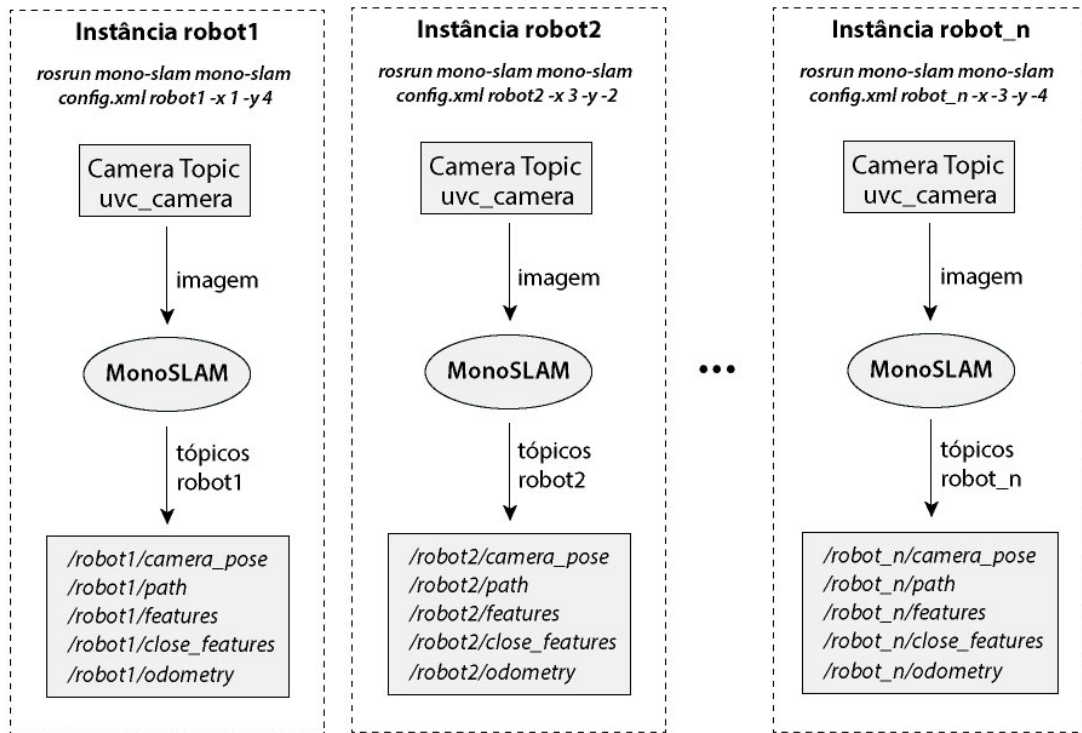 Instância robot1
rosrun mono-slam mono-slam
config.xml robot1 -x 1 -y 4
Camera Topic
uvc_camera
imagem
MonoSLAM
tópicos
robot1
/robot1/camera_pose
/robot1/path
/robot1/features
/robot1/close_features
/robot1/odometry
Instância robot2
rosrun mono-slam mono-slam
config.xml robot2 -x 3 -y -2
Camera Topic
uvc_camera
imagem
MonoSLAM
tópicos
robot2
/robot2/camera_pose
/robot2/path
/robot2/features
/robot2/close_features
/robot2/odometry
...
Instância robot_n
rosrun mono-slam mono-slam
config.xml robot_n -x -3 -y -4
Camera Topic
uvc_camera
imagem
MonoSLAM
tópicos
robot_n
/robot_n/camera_pose
/robot_n/path
/robot_n/features
/robot_n/close_features
/robot_n/odometry